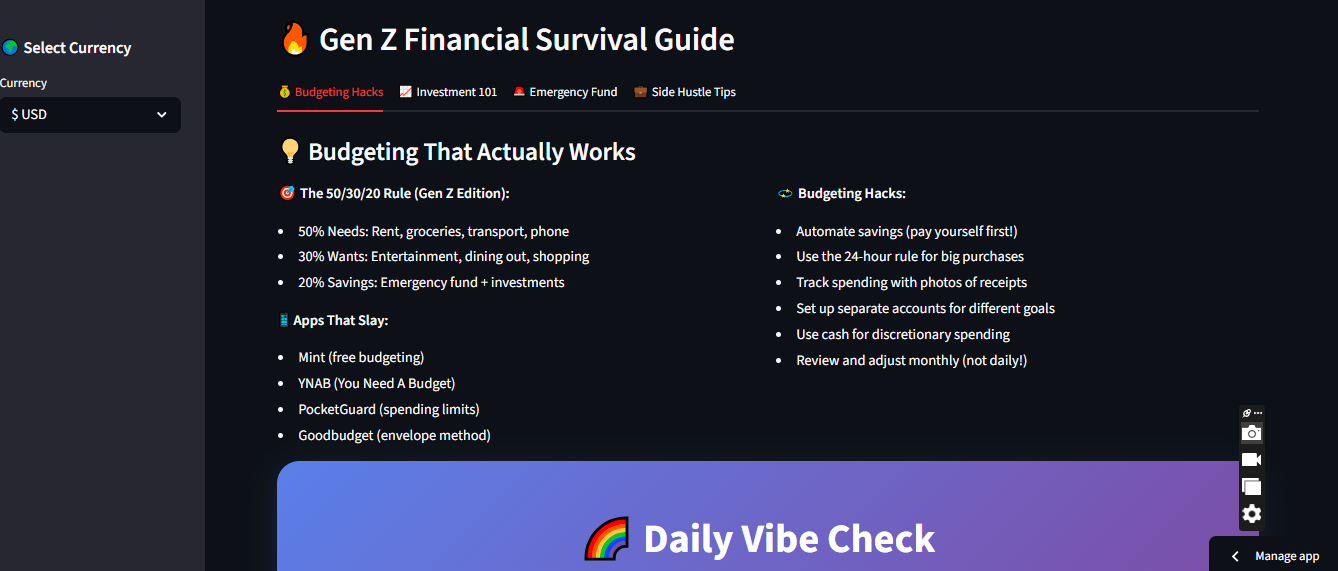 Select Currency
Currency
$ USD
Gen Z Financial Survival Guide
Budgeting Hacks
Investment 101
Emergency Fund
Side Hustle Tips
Budgeting That Actually Works
The 50/30/20 Rule (Gen Z Edition):
50% Needs: Rent, groceries, transport, phone
30% Wants: Entertainment, dining out, shopping
20% Savings: Emergency fund + investments
Apps That Slay:
Mint (free budgeting)
YNAB (You Need A Budget)
PocketGuard (spending limits)
Goodbudget (envelope method)
Budgeting Hacks:
Automate savings (pay yourself first!)
Use the 24-hour rule for big purchases
Track spending with photos of receipts
Set up separate accounts for different goals
Use cash for discretionary spending
Review and adjust monthly (not daily!)
Daily Vibe Check
Manage app